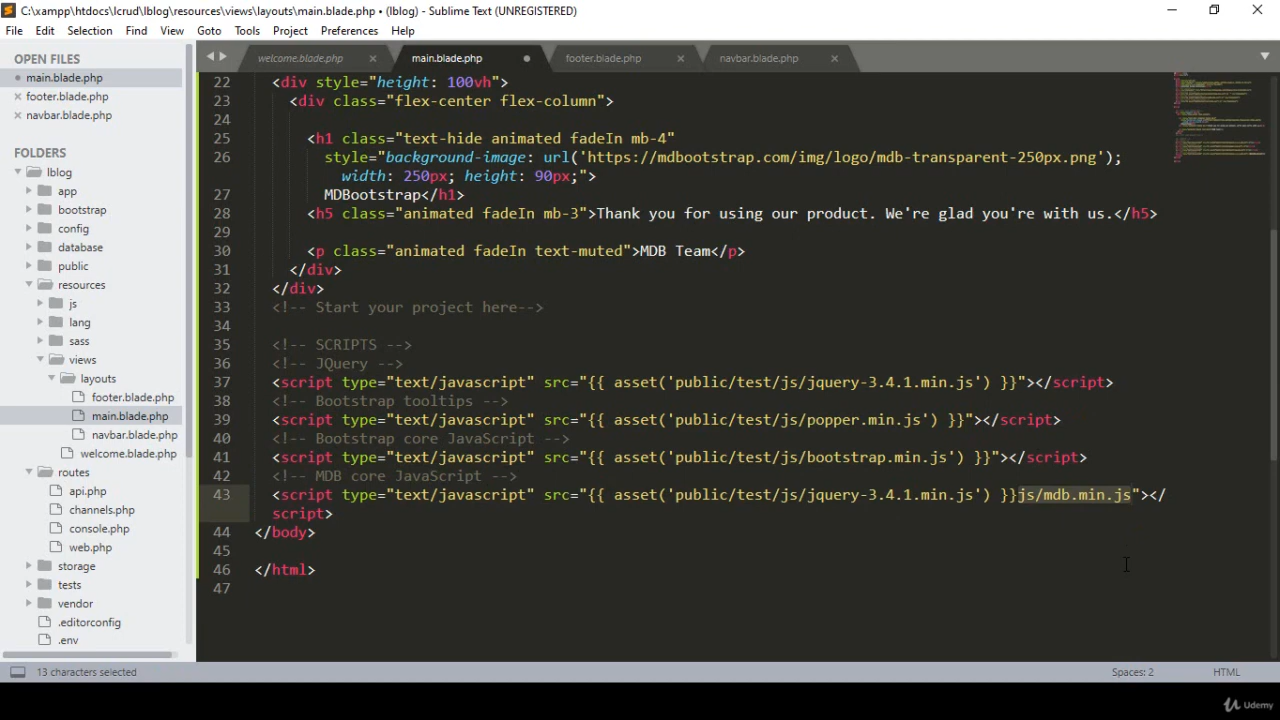 C:\xampp\htdocs\lcrud\lblog\resources\views\layouts\main.blade.php • (lblog) - Sublime Text (UNREGISTERED)
File Edit Selection Find View Goto Tools Project Preferences Help
OPEN FILES
main.blade.php
footer.blade.php
navbar.blade.php
FOLDERS
lblog
app
bootstrap
config
database
public
resources
js
lang
sass
views
layouts
footer.blade.php
main.blade.php
navbar.blade.php
welcome.blade.php
routes
api.php
channels.php
console.php
web.php
storage
tests
vendor
.editorconfig
.env
welcome.blade.php main.blade.php footer.blade.php navbar.blade.php
22 <div style="height: 100vh">
23 <div class="flex-center flex-column">
24
25 <h1 class="text-hide animated fadeIn mb-4"
26 style="background-image: url('https://mdbootstrap.com/img/logo/mdb-transparent-250px.png');
width: 250px; height: 90px;">
27 MDBootstrap</h1>
28 <h5 class="animated fadeIn mb-3">Thank you for using our product. We're glad you're with us.</h5>
29
30 <p class="animated fadeIn text-muted">MDB Team</p>
31 </div>
32 </div>
33 <!-- Start your project here-->
34
35 <!-- SCRIPTS -->
36 <!-- JQuery -->
37 <script type="text/javascript" src="{{ asset('public/test/js/jquery-3.4.1.min.js') }}"></script>
38 <!-- Bootstrap tooltips -->
39 <script type="text/javascript" src="{{ asset('public/test/js/popper.min.js') }}"></script>
40 <!-- Bootstrap core JavaScript -->
41 <script type="text/javascript" src="{{ asset('public/test/js/bootstrap.min.js') }}"></script>
42 <!-- MDB core JavaScript -->
43 <script type="text/javascript" src="{{ asset('public/test/js/jquery-3.4.1.min.js') }}js/mdb.min.js"></
script>
44 </body>
45
46 </html>
47
13 characters selected
Spaces: 2
HTML
Udemy